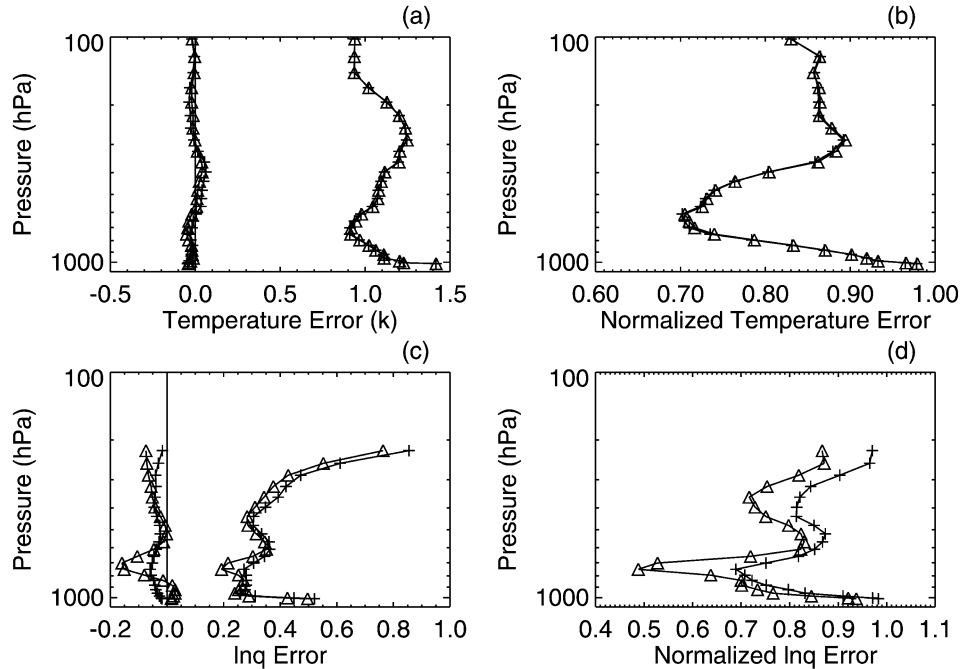 (a)
100
1000
Pressure (hPa)
-0.5 0.0 0.5 1.0 1.5
Temperature Error (k)
(b)
100
1000
Pressure (hPa)
0.60 0.70 0.80 0.90 1.00
Normalized Temperature Error
(c)
100
1000
Pressure (hPa)
-0.2 0.0 0.2 0.4 0.6 0.8 1.0
lnq Error
(d)
100
1000
Pressure (hPa)
0.4 0.5 0.6 0.7 0.8 0.9 1.0 1.1
Normalized lnq Error